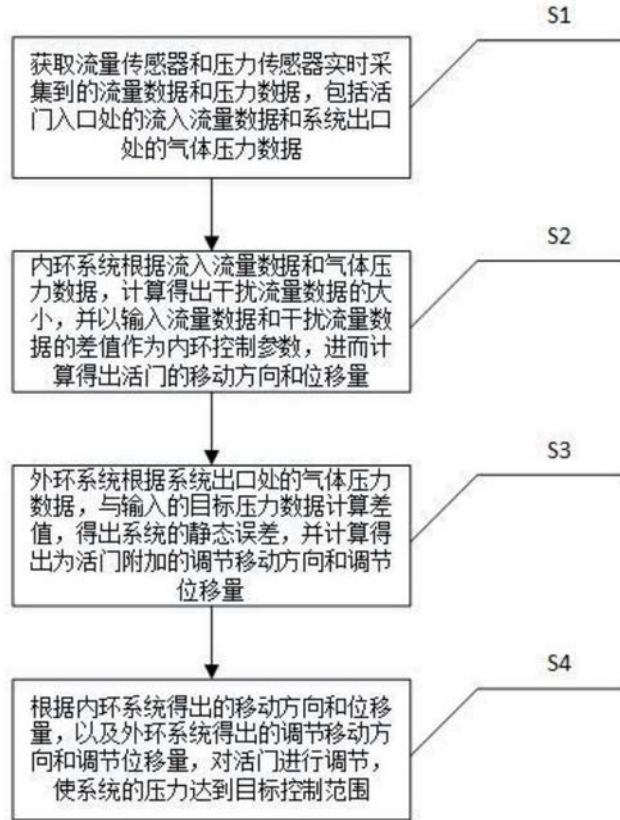 S1
获取流量传感器和压力传感器实时采
集到的流量数据和压力数据，包括活
门入口处的流入流量数据和系统出口
处的气体压力数据
S2
内环系统根据流入流量数据和气体压
力数据，计算得出干扰流量数据的大
小，并以输入流量数据和干扰流量数
据的差值作为内环控制参数，进而计
算得出活门的移动方向和位移量
S3
外环系统根据系统出口处的气体压力
数据，与输入的目标压力数据计算差
值，得出系统的静态误差，并计算得
出为活门附加的调节移动方向和调节
位移量
S4
根据内环系统得出的移动方向和位移
量，以及外环系统得出的调节移动方
向和调节位移量，对活门进行调节，
使系统的压力达到目标控制范围